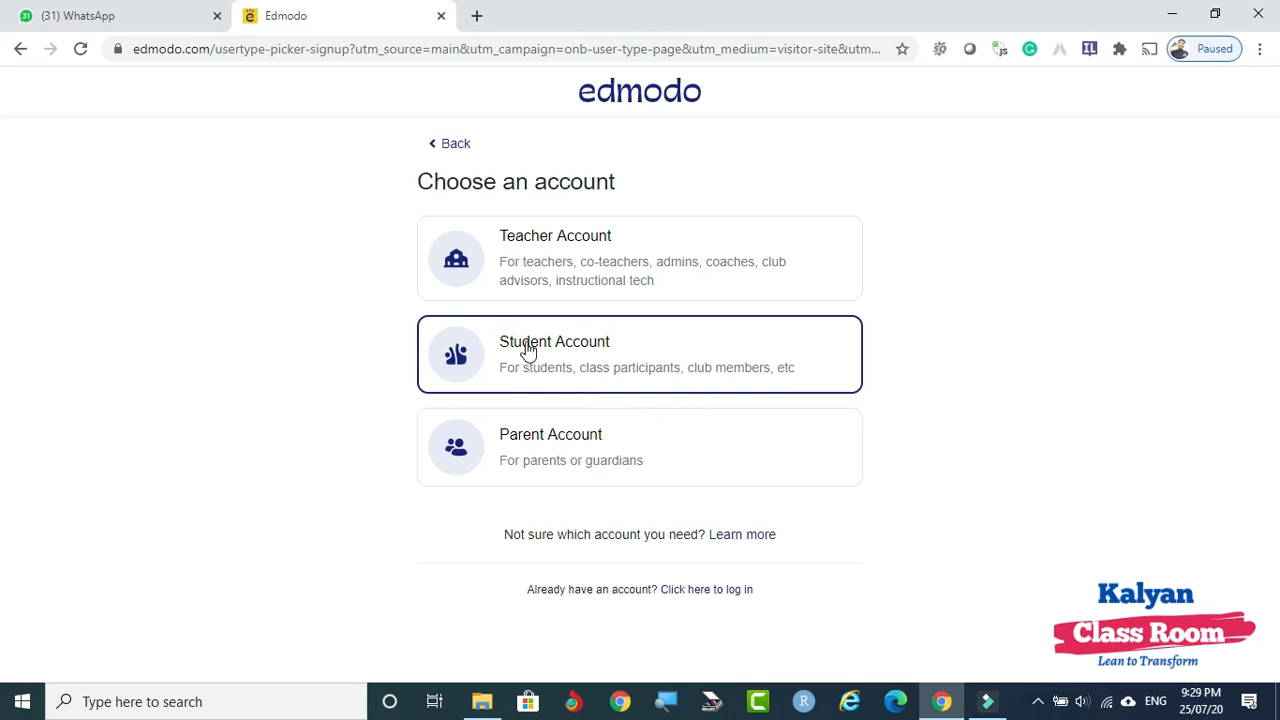 (31) WhatsApp
Edmodo
edmodo.com/usertype-picker-signup?utm_source=main&utm_campaign=onb-user-type-page&utm_medium=visitor-site&utm...
Paused
edmodo
Back
Choose an account
Teacher Account
For teachers, co-teachers, admins, coaches, club
advisors, instructional tech
Student Account
For students, class participants, club members, etc
Parent Account
For parents or guardians
Not sure which account you need? Learn more
Already have an account? Click here to log in
Kalyan
Class Room
Lean to Transform
Type here to search
ENG
9:29 PM
25/07/20